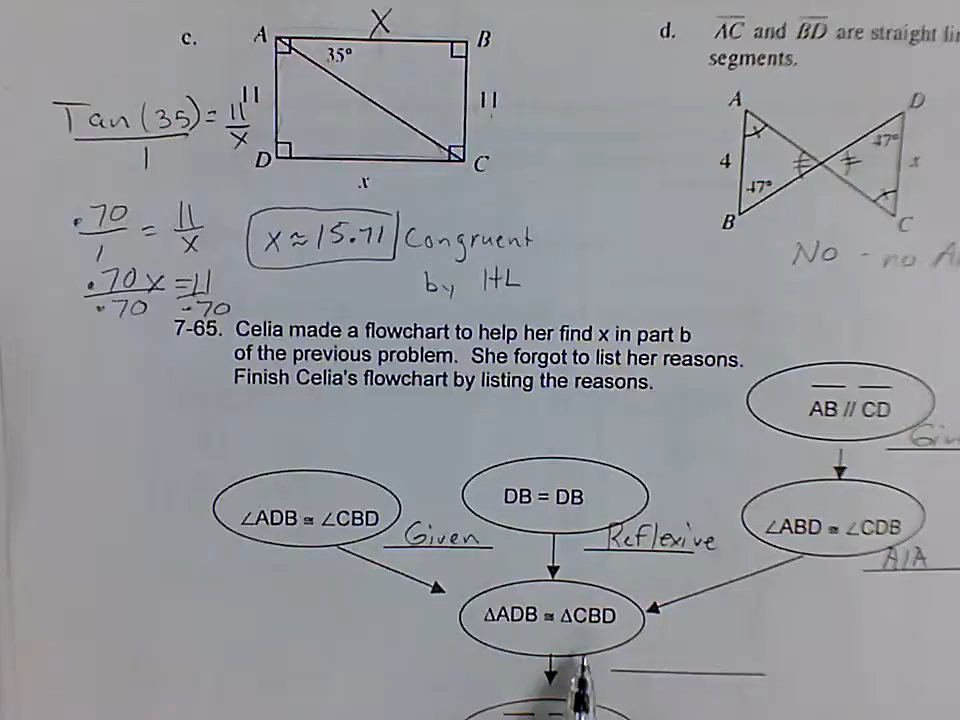 c.
A
X
B
35°
11
11
D
C
x
Tan(35) = 11
1
x
.70 = 11
1 x
.70x = 11
.70 .70
x ≈ 15.71
Congruent
by HL
d. AC and BD are straight
segments.
A
D
4
47°
47°
x
B
C
No - no
7-65. Celia made a flowchart to help her find x in part b
of the previous problem. She forgot to list her reasons.
Finish Celia's flowchart by listing the reasons.
AB // CD
∠ADB ≅ ∠CBD
Given
DB = DB
Reflexive
∠ABD ≅ ∠CDB
AIA
ΔADB ≅ ΔCBD